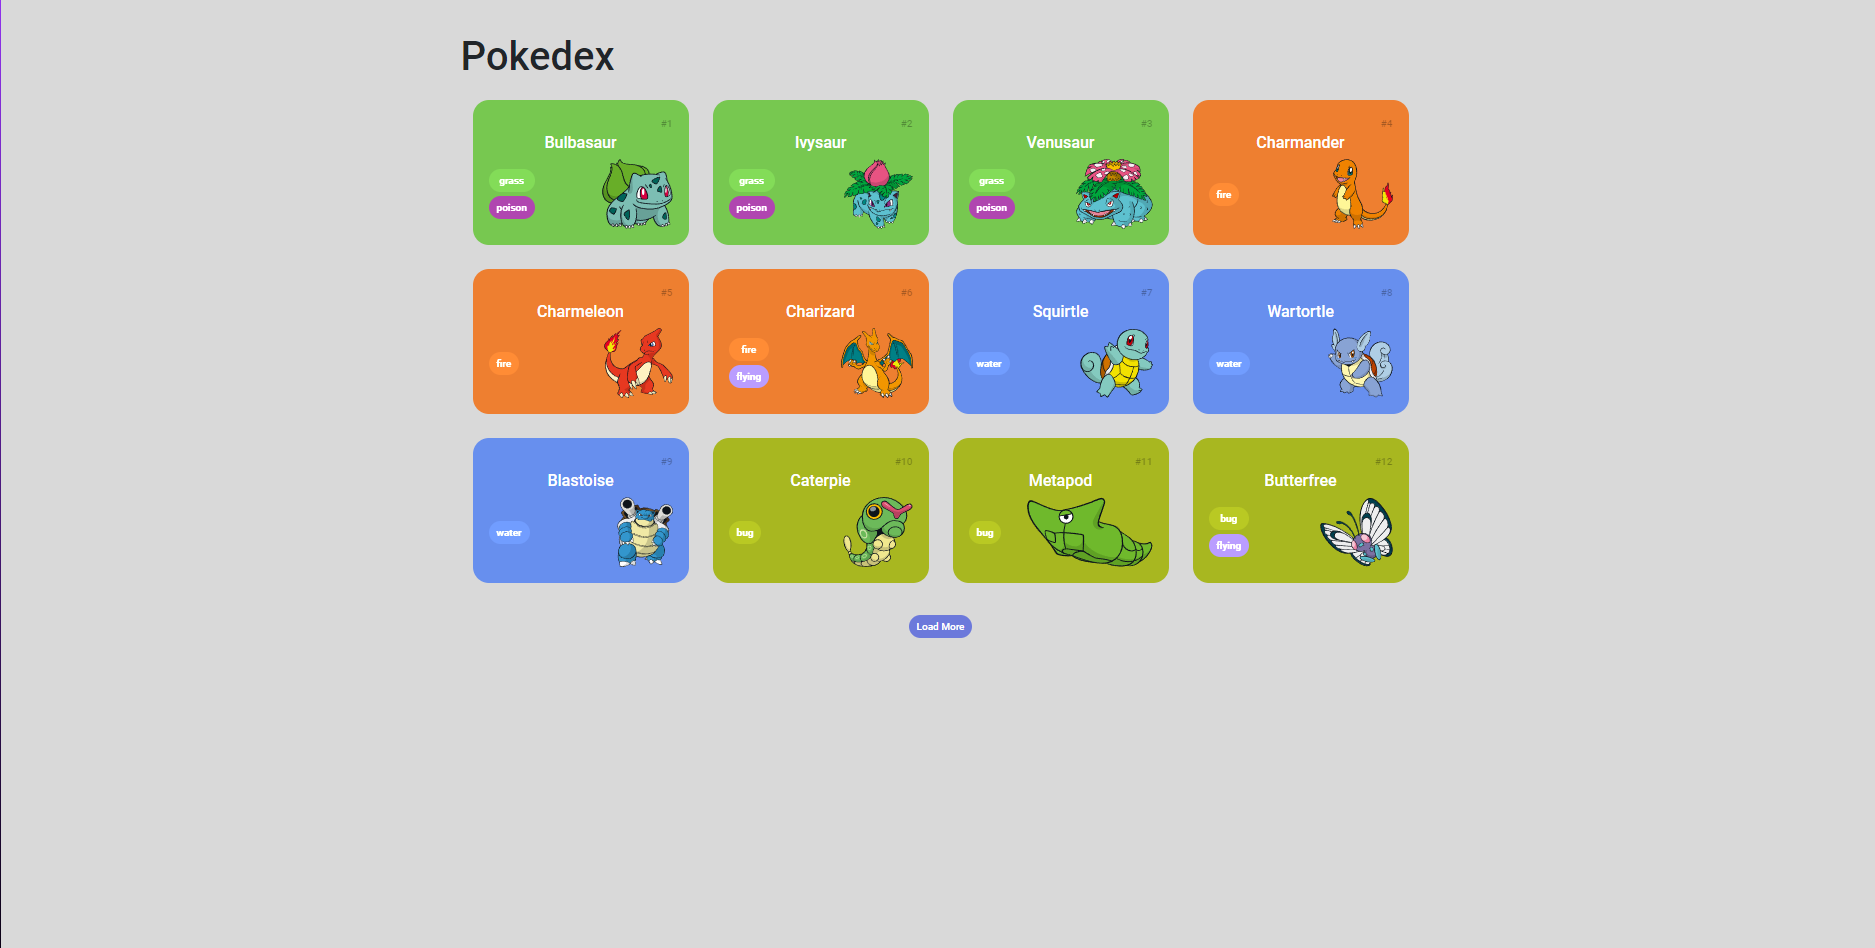 Pokedex
#1
Bulbasaur
grass
poison
#2
Ivysaur
grass
poison
#3
Venusaur
grass
poison
#4
Charmander
fire
#5
Charmeleon
fire
#6
Charizard
fire
flying
#7
Squirtle
water
#8
Wartortle
water
#9
Blastoise
water
#10
Caterpie
bug
#11
Metapod
bug
#12
Butterfree
bug
flying
Load More